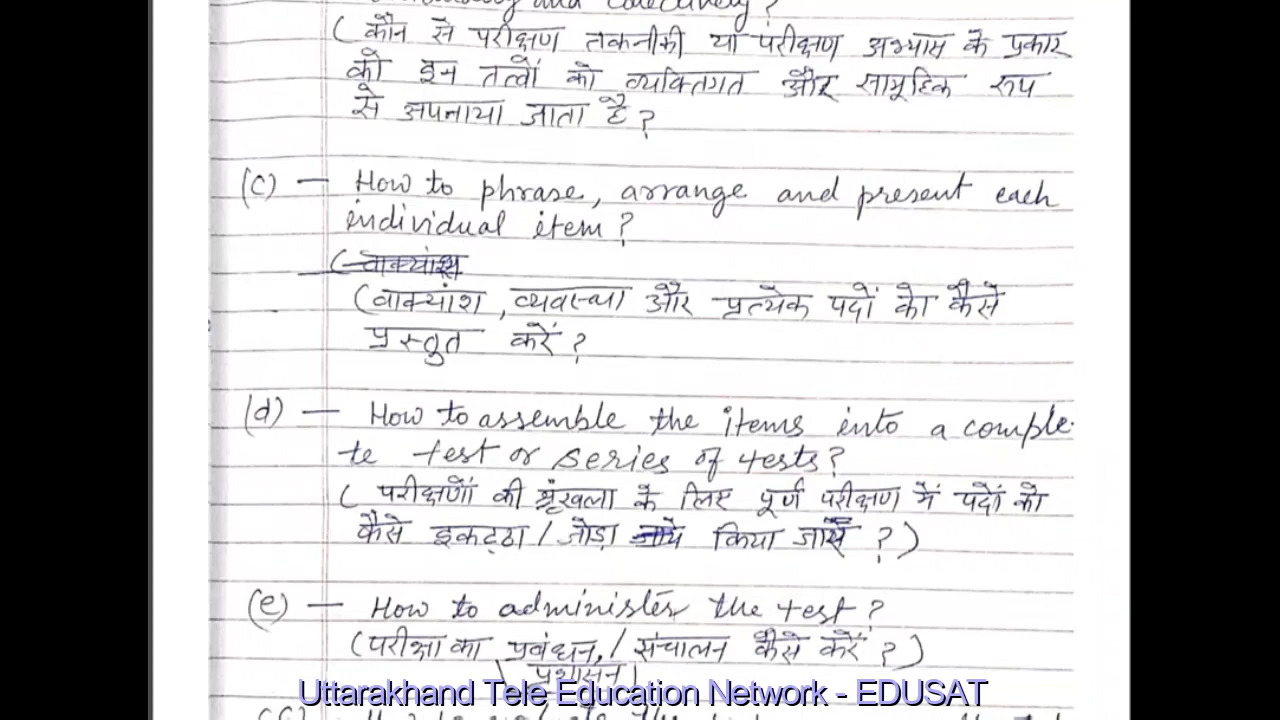 and
(कौन से परीक्षण तकनीकी या परीक्षण अभ्यास के प्रकार
को इन तत्वों को व्यक्तिगत और सामूहिक रूप
से अपनाया जाता है?
(c) — How to phrase, arrange and present each
individual item?
(वाक्यांश, व्यवस्था और प्रत्येक पदों को कैसे
प्रस्तुत करें?
(d) — How to assemble the items into a comple-
te test or series of tests?
( परीक्षणों की श्रृंखला के लिए पूर्ण परीक्षण में पदों को
कैसे इकट्ठा / जोड़ा किया जाये ?)
(e) — How to administer the test?
(परीक्षा का प्रबंधन, / संचालन कैसे करें ?)
प्रशासन
Uttarakhand Tele Education Network - EDUSAT